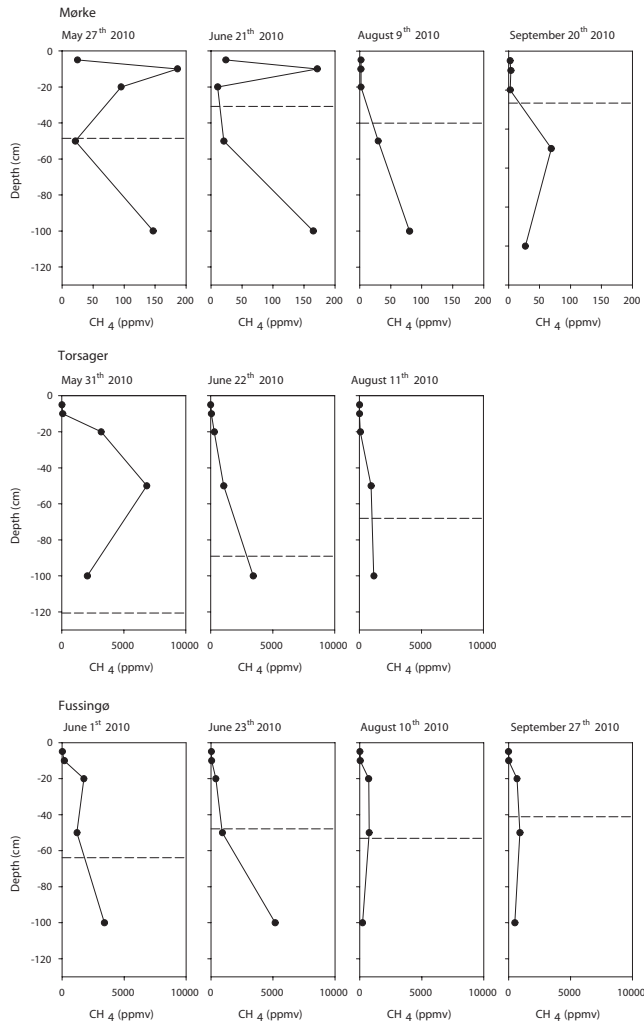 Mørke
May 27th 2010
June 21th 2010
August 9th 2010
September 20th 2010
0
-20
-40
-60
-80
-100
-120
Depth (cm)
0 50 100 150 200
0 50 100 150 200
0 50 100 150 200
0 50 100 150 200
CH 4 (ppmv)
CH 4 (ppmv)
CH 4 (ppmv)
CH 4 (ppmv)
Torsager
May 31th 2010
June 22th 2010
August 11th 2010
0
-20
-40
-60
-80
-100
-120
Depth (cm)
0 5000 10000
0 5000 10000
0 5000 10000
CH 4 (ppmv)
CH 4 (ppmv)
CH 4 (ppmv)
Fussingø
June 1st 2010
June 23th 2010
August 10th 2010
September 27th 2010
0
-20
-40
-60
-80
-100
-120
Depth (cm)
0 5000 10000
0 5000 10000
0 5000 10000
0 5000 10000
CH 4 (ppmv)
CH 4 (ppmv)
CH 4 (ppmv)
CH 4 (ppmv)